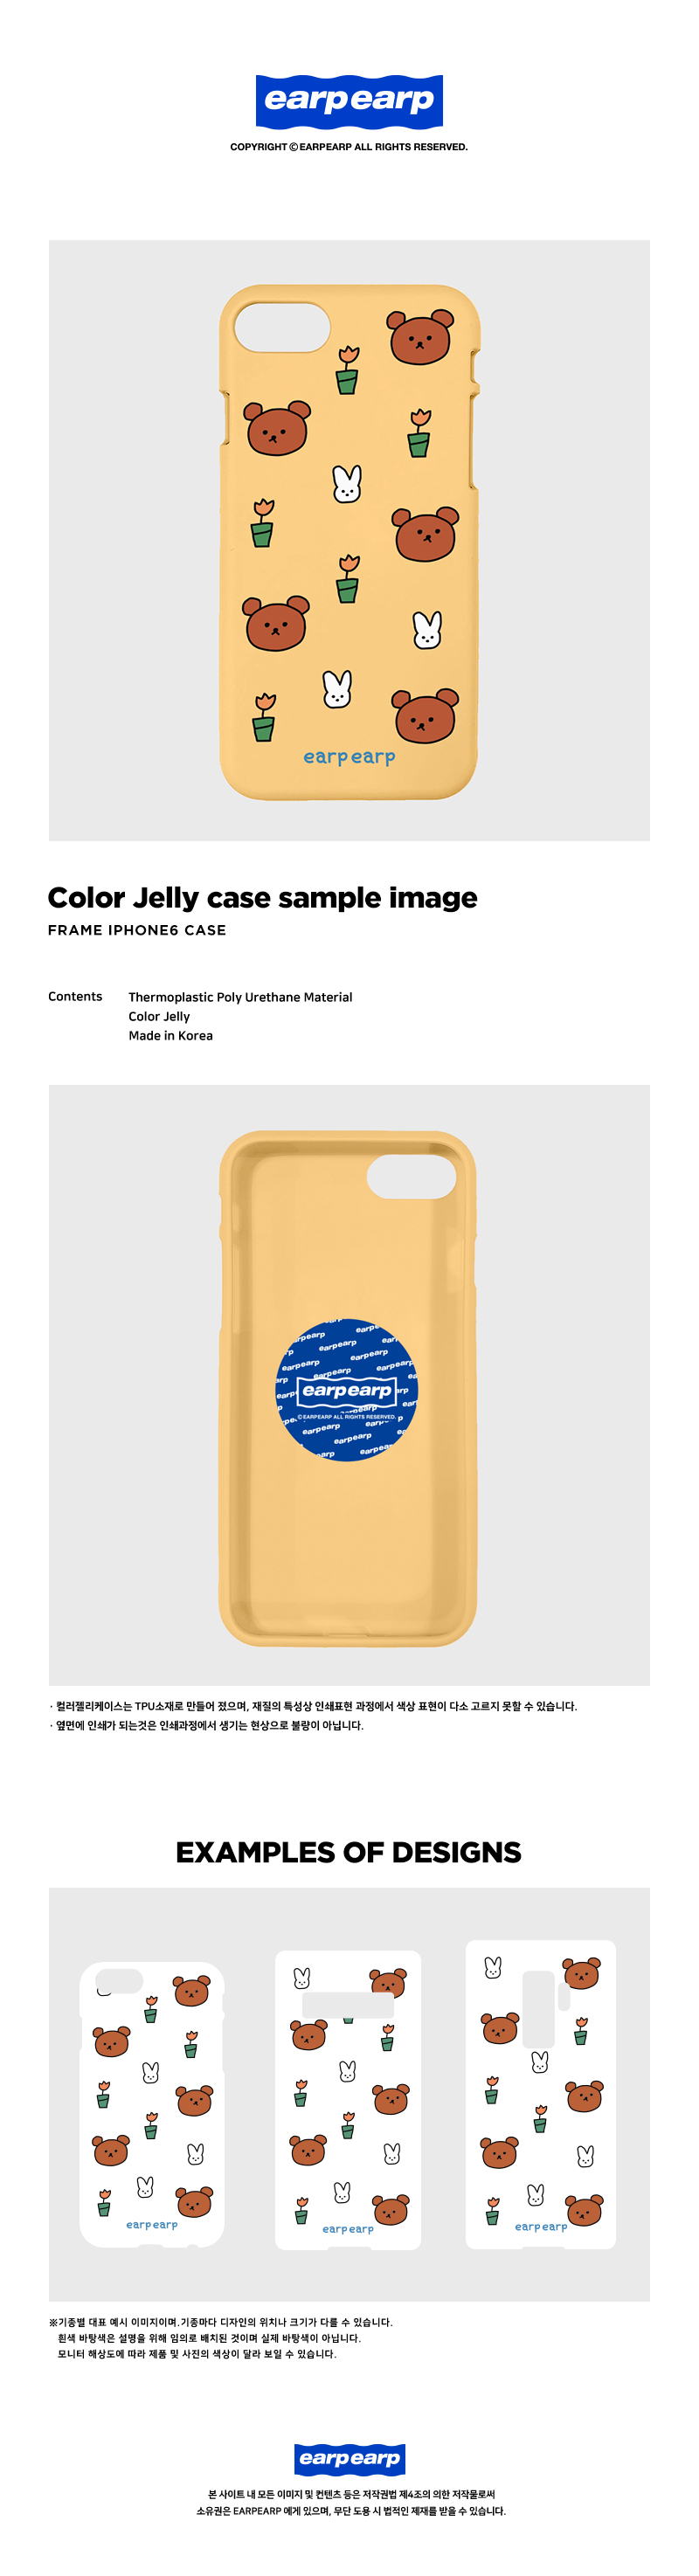 earpearp
COPYRIGHT ©EARPEARP ALL RIGHTS RESERVED.
earpearp
Color Jelly case sample image
FRAME IPHONE6 CASE
Contents Thermoplastic Poly Urethane Material
Color Jelly
Made in Korea
earpearp
©EARPEARP ALL RIGHTS RESERVED.
· 컬러젤리케이스는 TPU소재로 만들어 졌으며, 재질의 특성상 인쇄표현 과정에서 색상 표현이 다소 고르지 못할 수 있습니다.
· 옆면에 인쇄가 되는것은 인쇄과정에서 생기는 현상으로 불량이 아닙니다.
EXAMPLES OF DESIGNS
earpearp
earpearp
earpearp
※기종별 대표 예시 이미지이며.기종마다 디자인의 위치나 크기가 다를 수 있습니다.
흰색 바탕색은 설명을 위해 임의로 배치된 것이며 실제 바탕색이 아닙니다.
모니터 해상도에 따라 제품 및 사진의 색상이 달라 보일 수 있습니다.
earpearp
본 사이트 내 모든 이미지 및 컨텐츠 등은 저작권법 제4조의 의한 저작물로써
소유권은 EARPEARP 에게 있으며, 무단 도용 시 법적인 제재를 받을 수 있습니다.